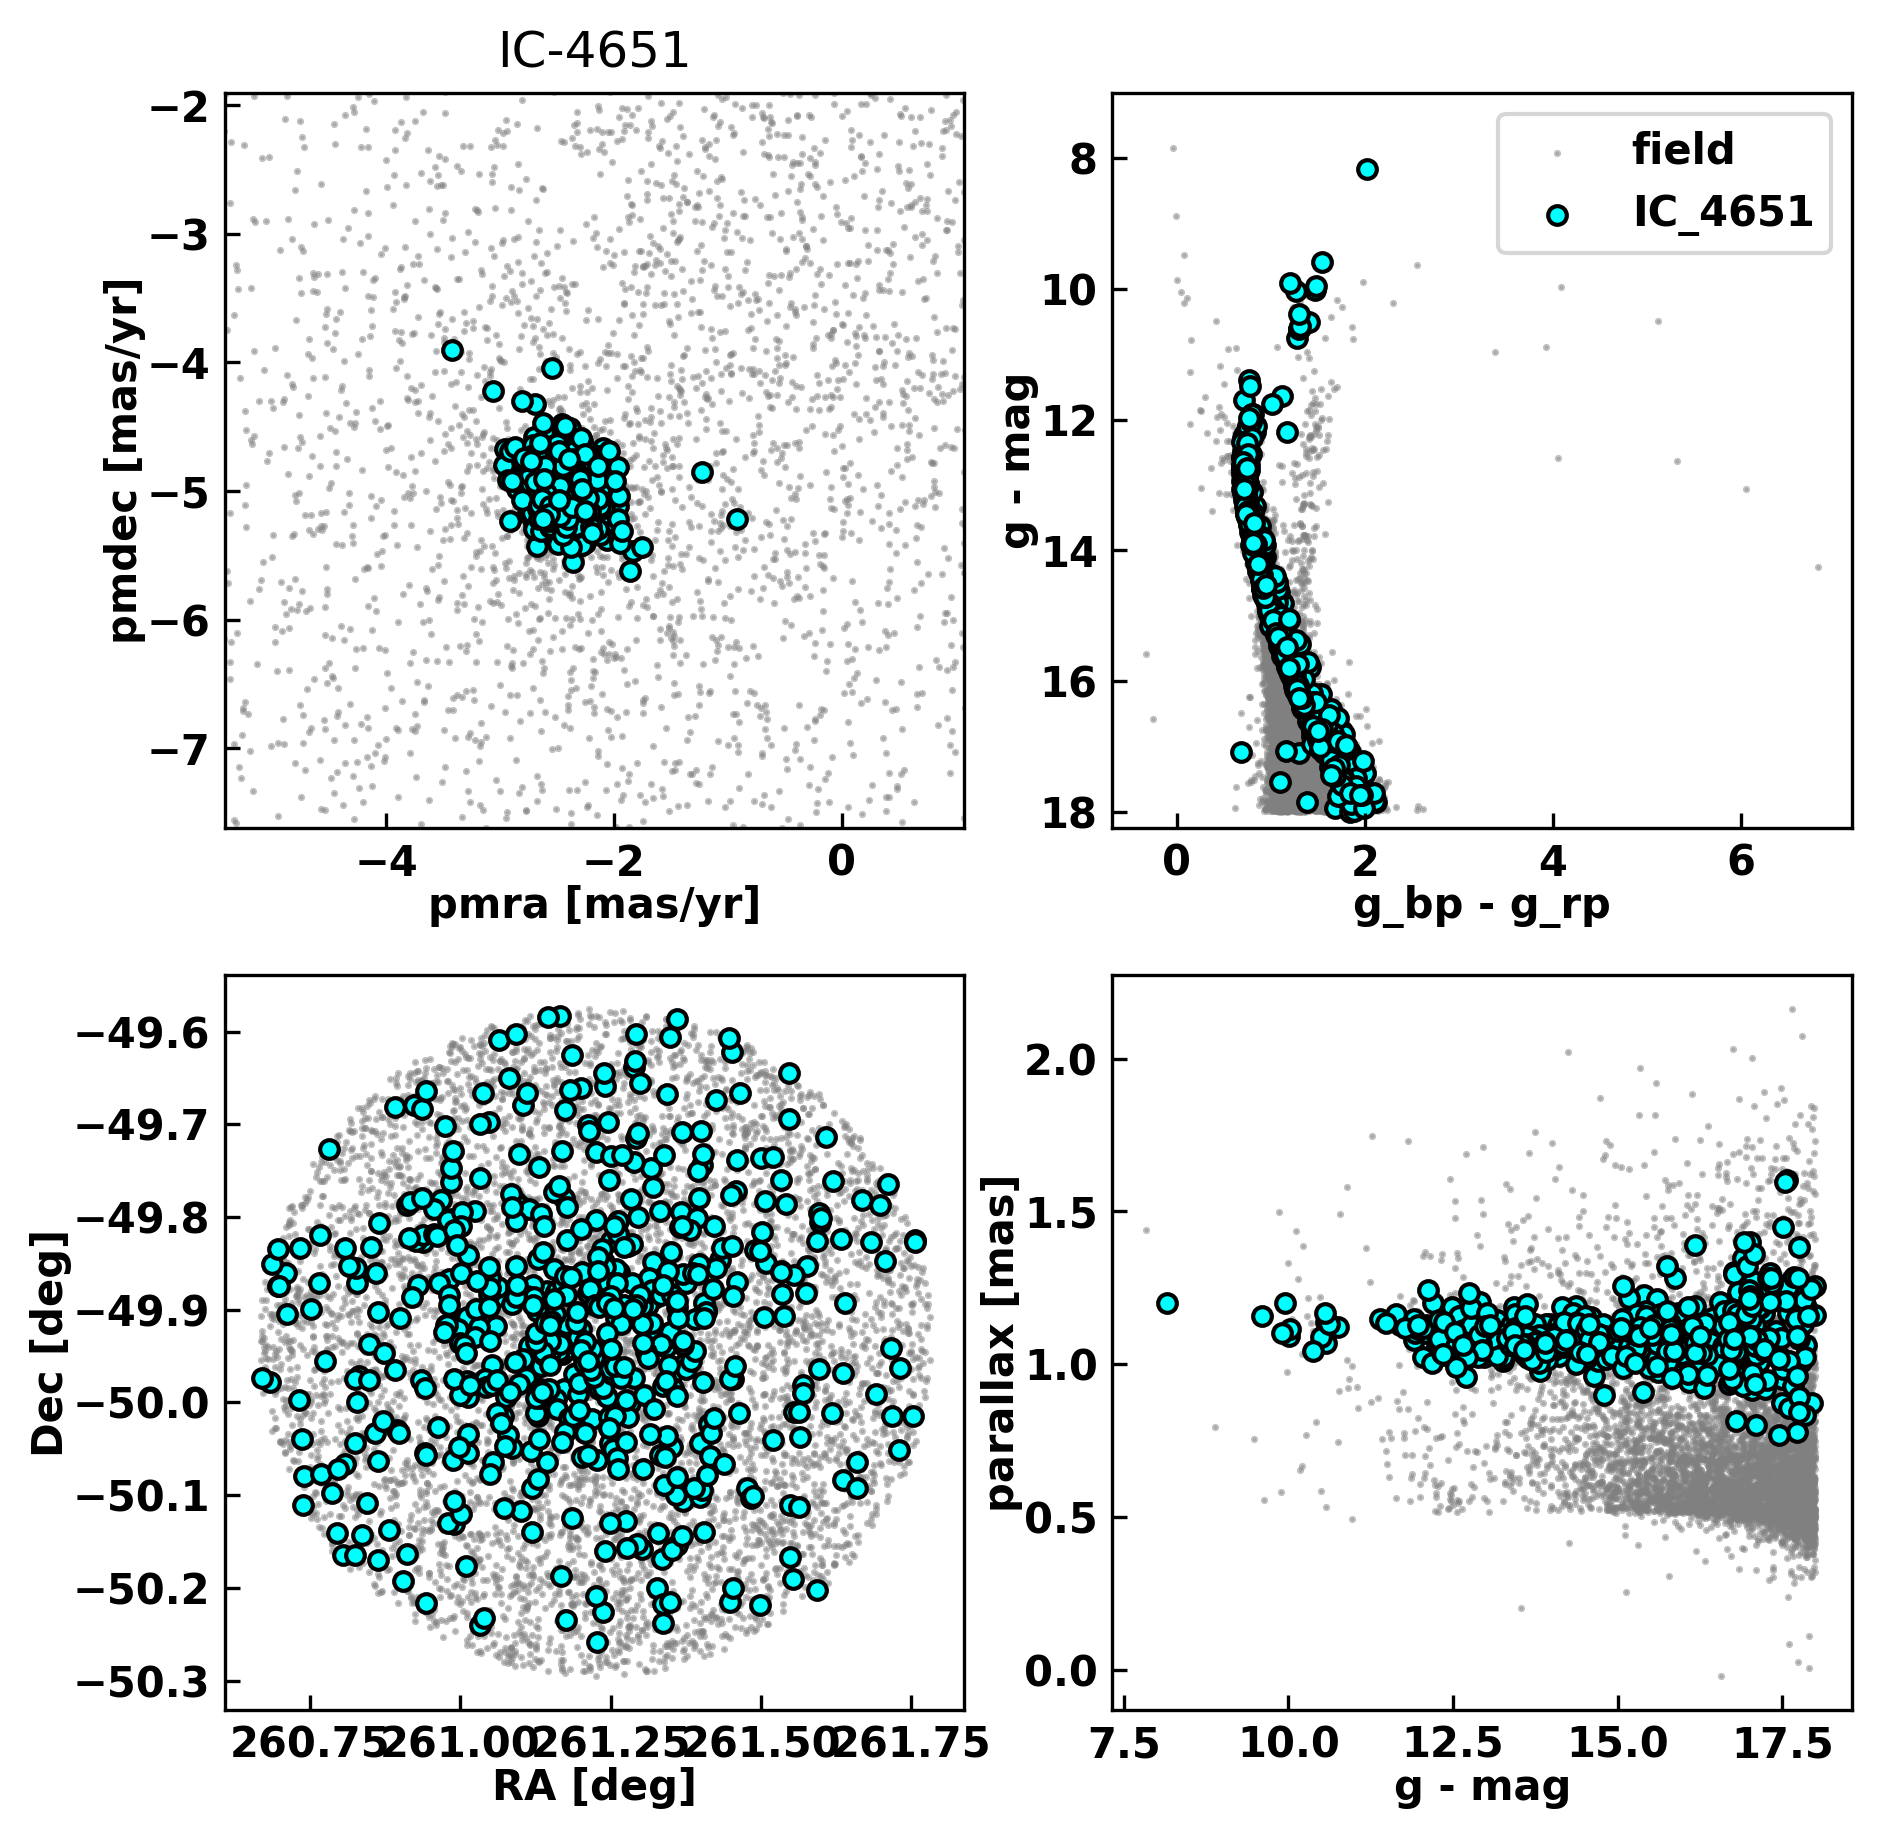 IC-4651
−2
−3
−4
−5
−6
−7
pmdec [mas/yr]
−4 −2 0
pmra [mas/yr]
field
IC_4651
8
10
12
14
16
18
g - mag
0 2 4 6
g_bp - g_rp
−49.6
−49.7
−49.8
−49.9
−50.0
−50.1
−50.2
−50.3
Dec [deg]
260.75 261.00 261.25 261.50 261.75
RA [deg]
2.0
1.5
1.0
0.5
0.0
parallax [mas]
7.5 10.0 12.5 15.0 17.5
g - mag